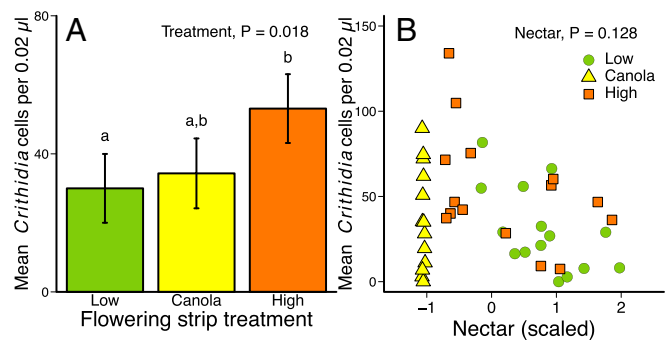 A
Treatment, P = 0.018
80
40
0
Mean Crithidia cells per 0.02 µl
a
a,b
b
Low
Canola
High
Flowering strip treatment
B
Nectar, P = 0.128
Low
Canola
High
150
100
50
0
Mean Crithidia cells per 0.02 µl
−1
0
1
2
Nectar (scaled)